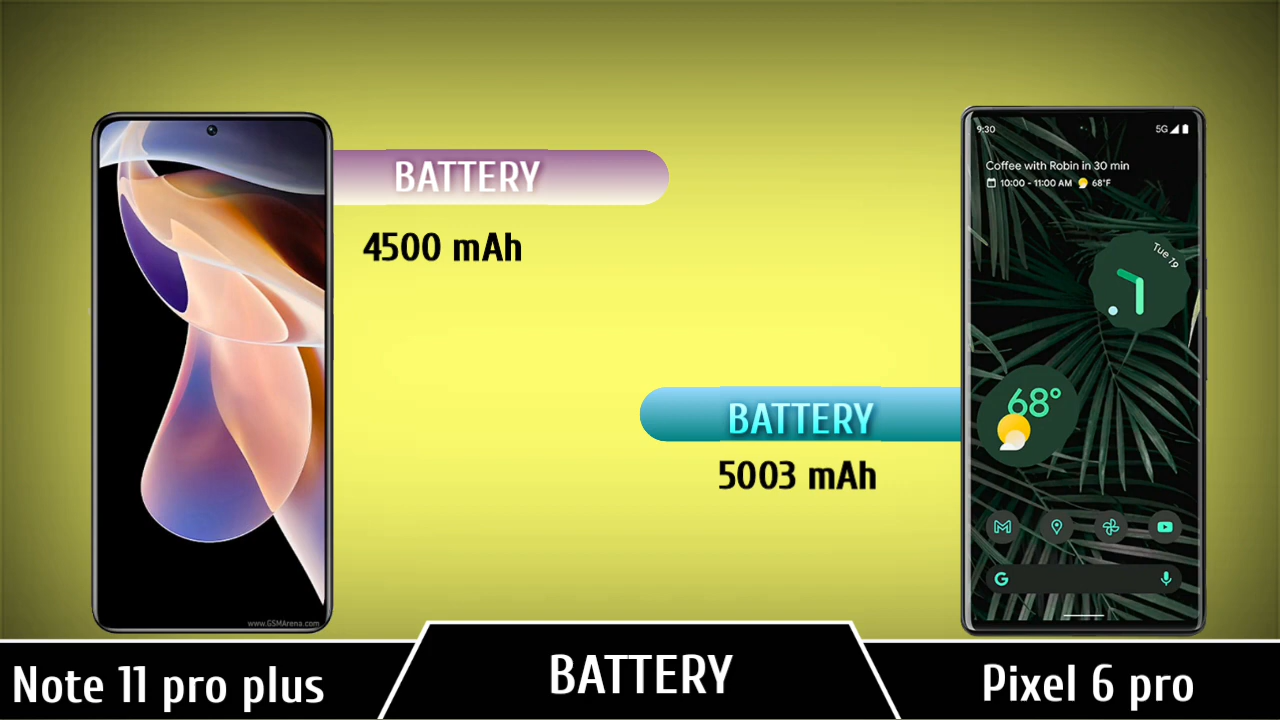 BATTERY
4500 mAh
www.GSMArena.com
BATTERY
5003 mAh
9:30
5G
Coffee with Robin in 30 min
10:00 - 11:00 AM 68°F
Tue 19
68°
G
Note 11 pro plus
BATTERY
Pixel 6 pro